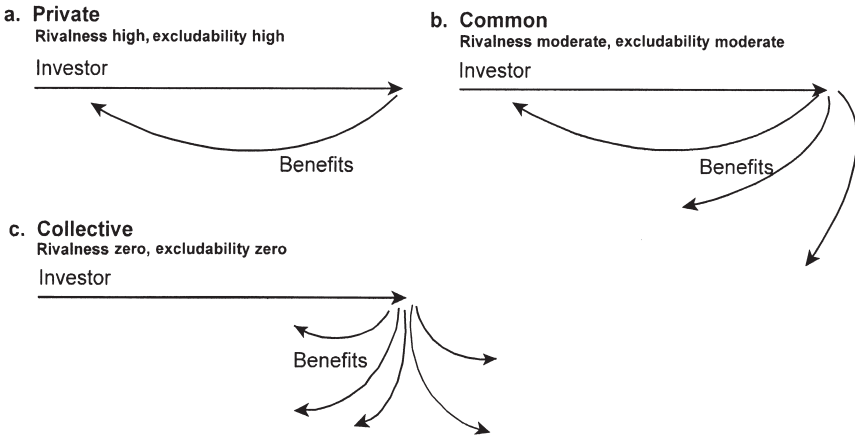 a. Private
Rivalness high, excludability high
Investor
Benefits
b. Common
Rivalness moderate, excludability moderate
Investor
Benefits
c. Collective
Rivalness zero, excludability zero
Investor
Benefits